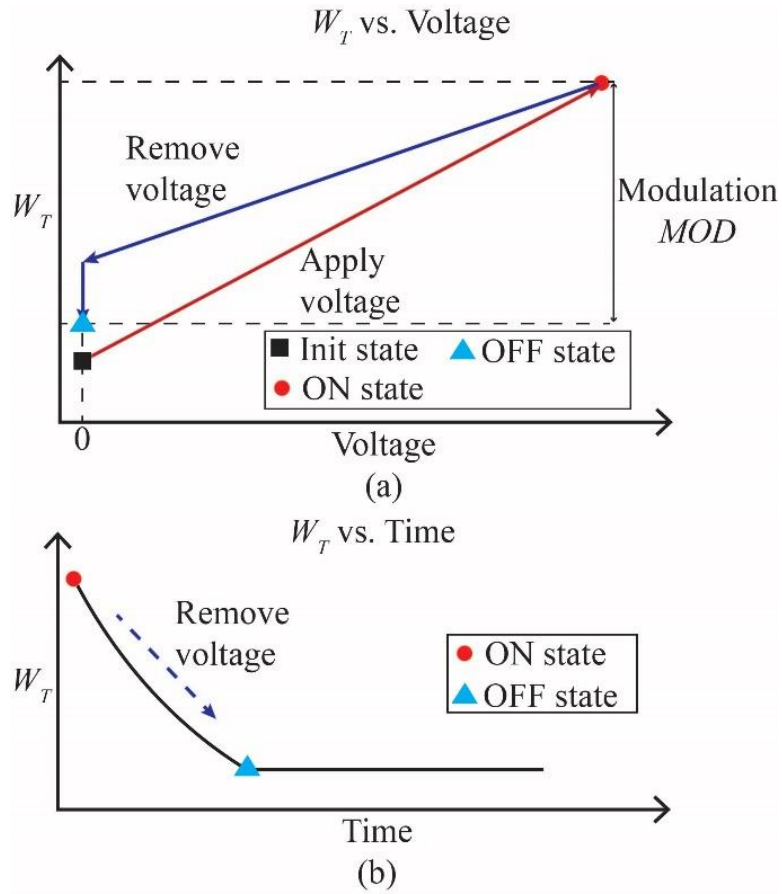 W_T vs. Voltage
Remove
voltage
W_T
Modulation
MOD
Apply
voltage
Init state
OFF state
ON state
0
Voltage
(a)
W_T vs. Time
Remove
voltage
W_T
ON state
OFF state
Time
(b)